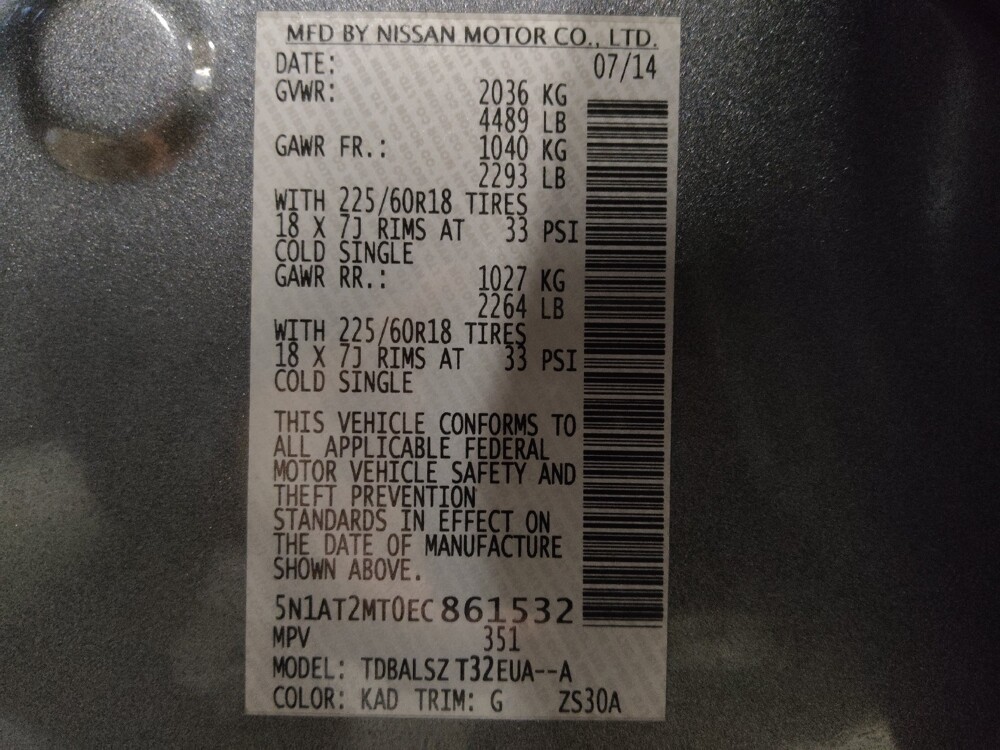 MFD BY NISSAN MOTOR CO., LTD.
DATE: 07/14
GVWR: 2036 KG
4489 LB
GAWR FR.: 1040 KG
2293 LB
WITH 225/60R18 TIRES
18 X 7J RIMS AT 33 PSI
COLD SINGLE
GAWR RR.: 1027 KG
2264 LB
WITH 225/60R18 TIRES
18 X 7J RIMS AT 33 PSI
COLD SINGLE
THIS VEHICLE CONFORMS TO
ALL APPLICABLE FEDERAL
MOTOR VEHICLE SAFETY AND
THEFT PREVENTION
STANDARDS IN EFFECT ON
THE DATE OF MANUFACTURE
SHOWN ABOVE.
5N1AT2MT0EC861532
MPV 351
MODEL: TDBALSZ T32EUA--A
COLOR: KAD TRIM: G ZS30A